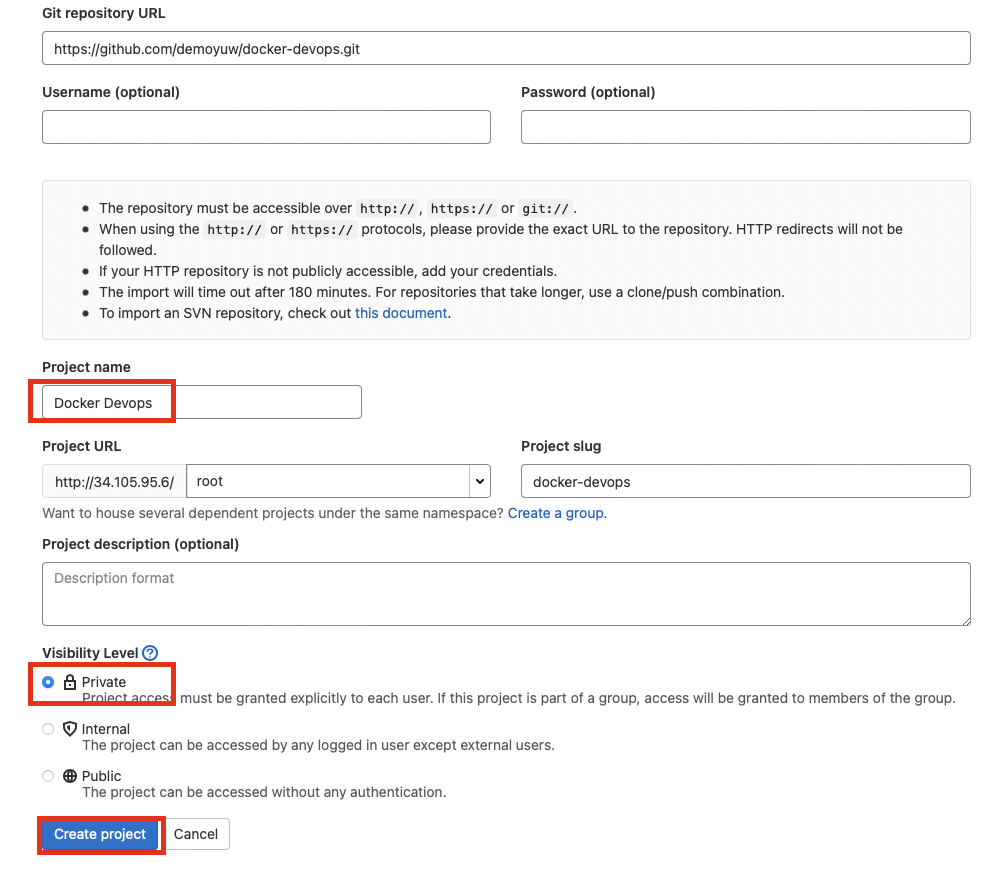 Git repository URL
https://github.com/demoyuw/docker-devops.git
Username (optional) Password (optional)
The repository must be accessible over http://, https:// or git://.
When using the http:// or https:// protocols, please provide the exact URL to the repository. HTTP redirects will not be
followed.
If your HTTP repository is not publicly accessible, add your credentials.
The import will time out after 180 minutes. For repositories that take longer, use a clone/push combination.
To import an SVN repository, check out this document.
Project name
Docker Devops
Project URL Project slug
http://34.105.95.6/ root docker-devops
Want to house several dependent projects under the same namespace? Create a group.
Project description (optional)
Description format
Visibility Level ?
Private
Project access must be granted explicitly to each user. If this project is part of a group, access will be granted to members of the group.
Internal
The project can be accessed by any logged in user except external users.
Public
The project can be accessed without any authentication.
Create project Cancel